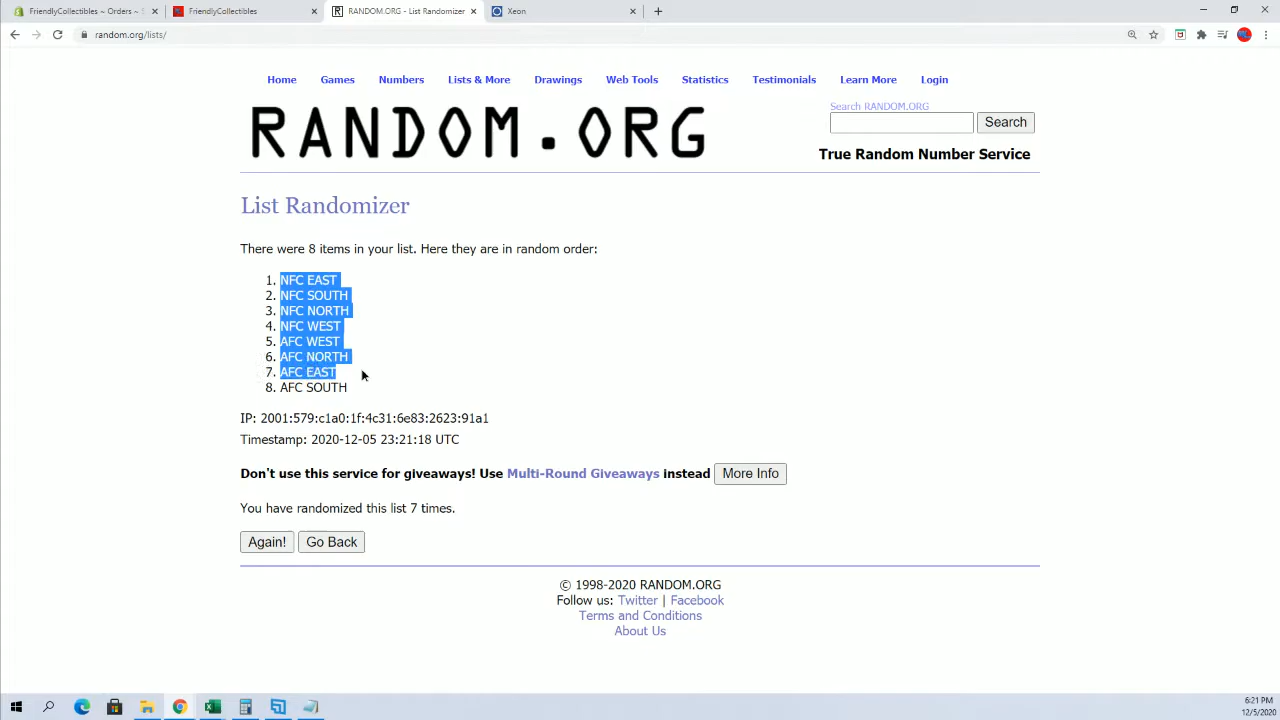 FriendlyCollectibles ~ Orders ~ S
FriendlyCollectibles
RANDOM.ORG - List Randomizer
Xeon
random.org/lists/
Home Games Numbers Lists & More Drawings Web Tools Statistics Testimonials Learn More Login
RANDOM.ORG
Search RANDOM.ORG
Search
True Random Number Service
List Randomizer
There were 8 items in your list. Here they are in random order:
1. NFC EAST
2. NFC SOUTH
3. NFC NORTH
4. NFC WEST
5. AFC WEST
6. AFC NORTH
7. AFC EAST
8. AFC SOUTH
IP: 2001:579:c1a0:1f:4c31:6e83:2623:91a1
Timestamp: 2020-12-05 23:21:18 UTC
Don't use this service for giveaways! Use Multi-Round Giveaways instead More Info
You have randomized this list 7 times.
Again! Go Back
© 1998-2020 RANDOM.ORG
Follow us: Twitter | Facebook
Terms and Conditions
About Us
6:21 PM
12/5/2020